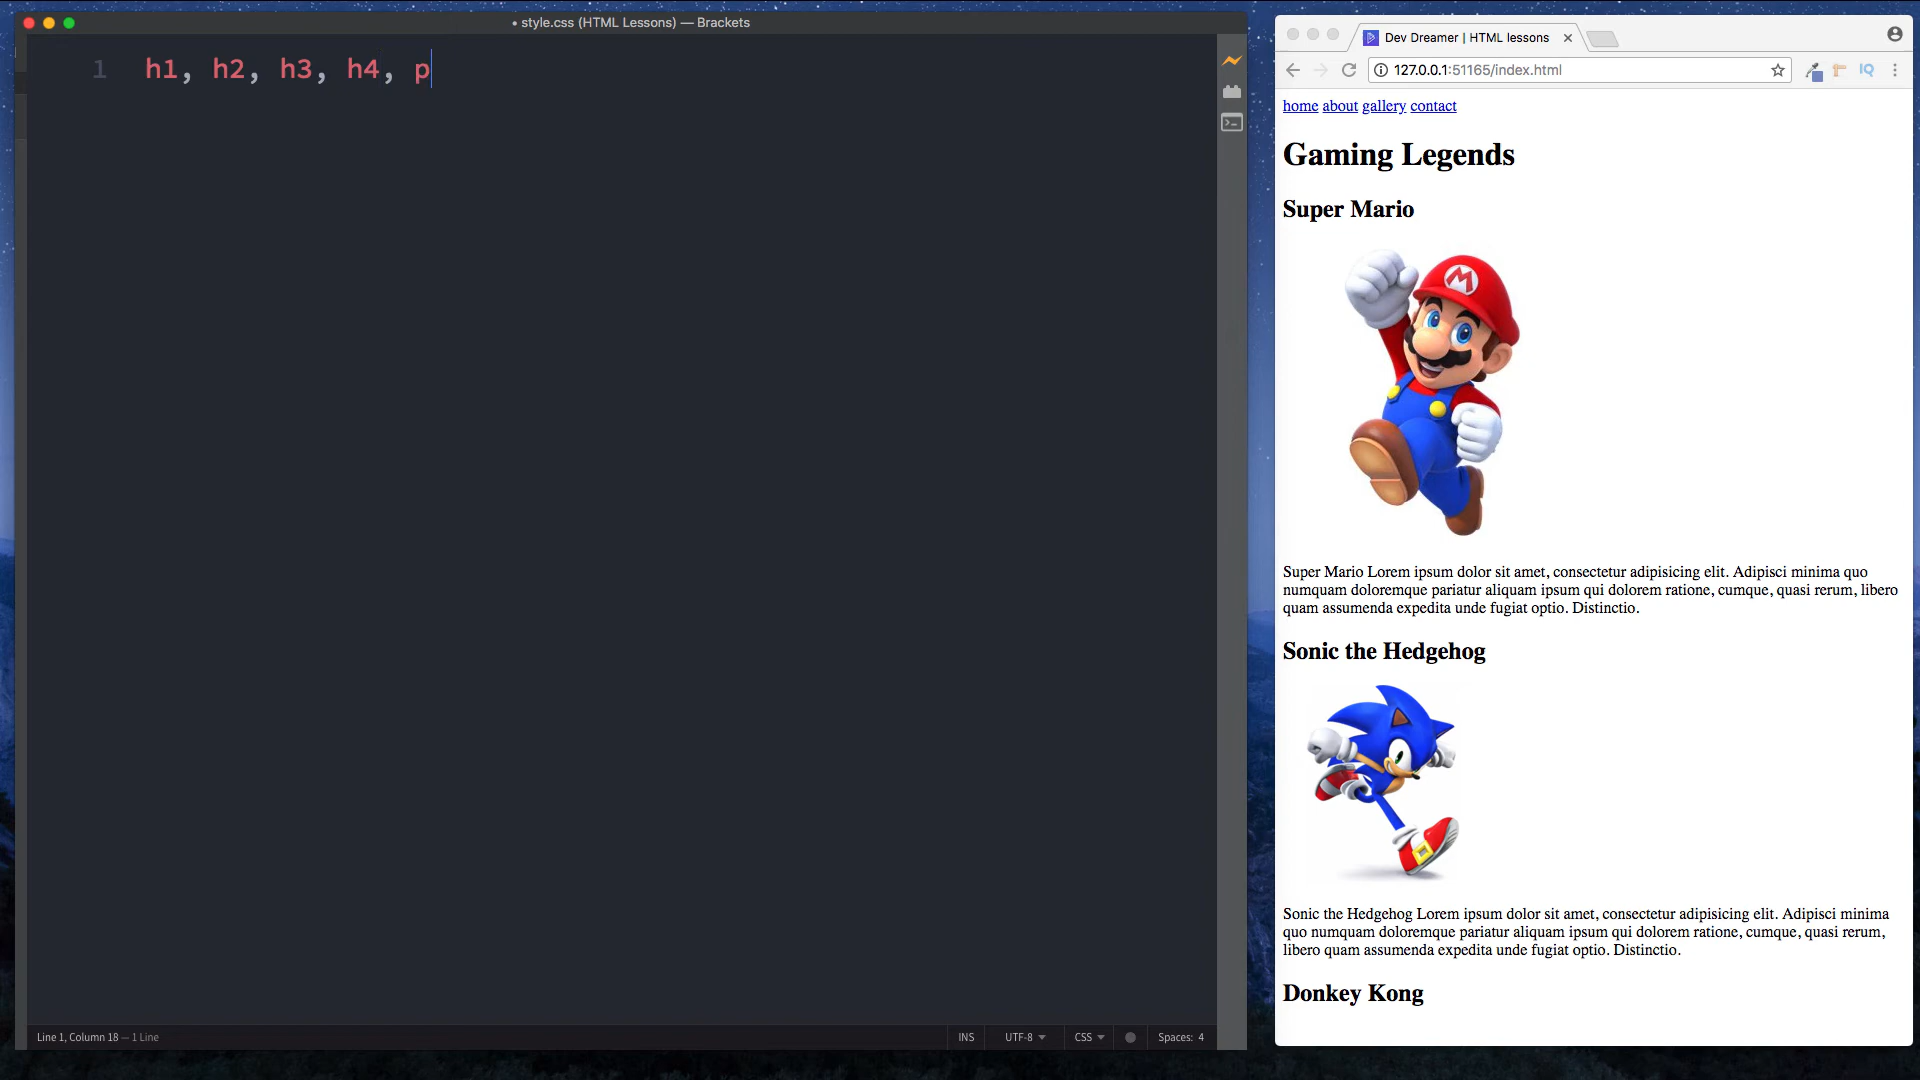 • style.css (HTML Lessons) — Brackets
1 h1, h2, h3, h4, p
Line 1, Column 18 — 1 Line
INS UTF-8 CSS Spaces: 4
Dev Dreamer | HTML lessons
127.0.0.1:51165/index.html
IQ
home about gallery contact
Gaming Legends
Super Mario
M
Super Mario Lorem ipsum dolor sit amet, consectetur adipisicing elit. Adipisci minima quo
numquam doloremque pariatur aliquam ipsum qui dolorem ratione, cumque, quasi rerum, libero
quam assumenda expedita unde fugiat optio. Distinctio.
Sonic the Hedgehog
Sonic the Hedgehog Lorem ipsum dolor sit amet, consectetur adipisicing elit. Adipisci minima
quo numquam doloremque pariatur aliquam ipsum qui dolorem ratione, cumque, quasi rerum,
libero quam assumenda expedita unde fugiat optio. Distinctio.
Donkey Kong